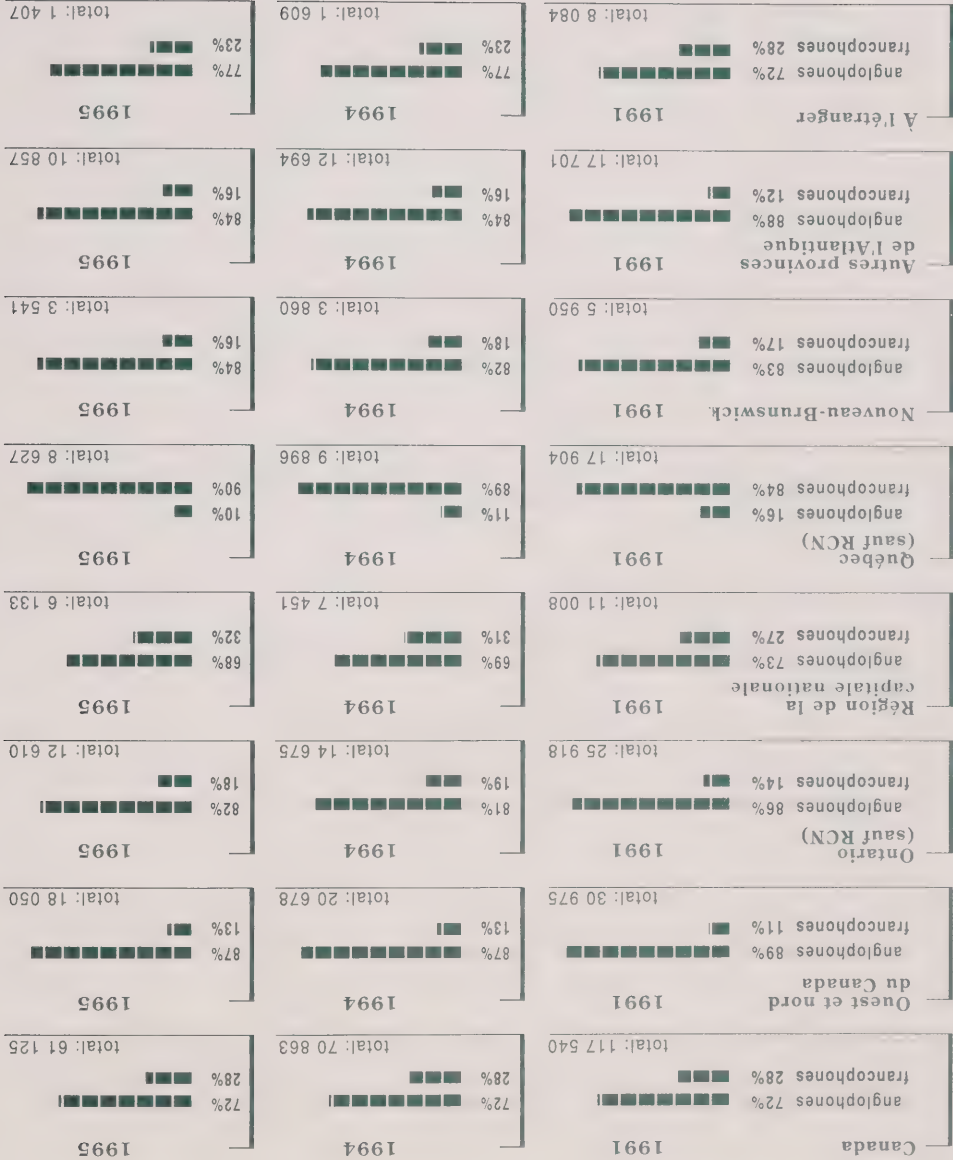 Canada 1991 1994 1995
anglophones 72% 72% 72%
francophones 28% 28% 28%
total: 117 540 total: 70 863 total: 61 125
Ouest et nord
du Canada 1991 1994 1995
anglophones 89% 87% 87%
francophones 11% 13% 13%
total: 30 975 total: 20 678 total: 18 050
Ontario
(sauf RCN) 1991 1994 1995
anglophones 86% 81% 82%
francophones 14% 19% 18%
total: 25 918 total: 14 675 total: 12 610
Région de la
capitale nationale 1991 1994 1995
anglophones 73% 69% 68%
francophones 27% 31% 32%
total: 11 008 total: 7 451 total: 6 133
Québec
(sauf RCN) 1991 1994 1995
anglophones 16% 11% 10%
francophones 84% 89% 90%
total: 17 904 total: 9 896 total: 8 627
Nouveau-Brunswick 1991 1994 1995
anglophones 83% 82% 84%
francophones 17% 18% 16%
total: 5 950 total: 3 860 total: 3 541
Autres provinces
de l'Atlantique 1991 1994 1995
anglophones 88% 84% 84%
francophones 12% 16% 16%
total: 17 701 total: 12 694 total: 10 857
À l'étranger 1991 1994 1995
anglophones 72% 77% 77%
francophones 28% 23% 23%
total: 8 084 total: 1 609 total: 1 407